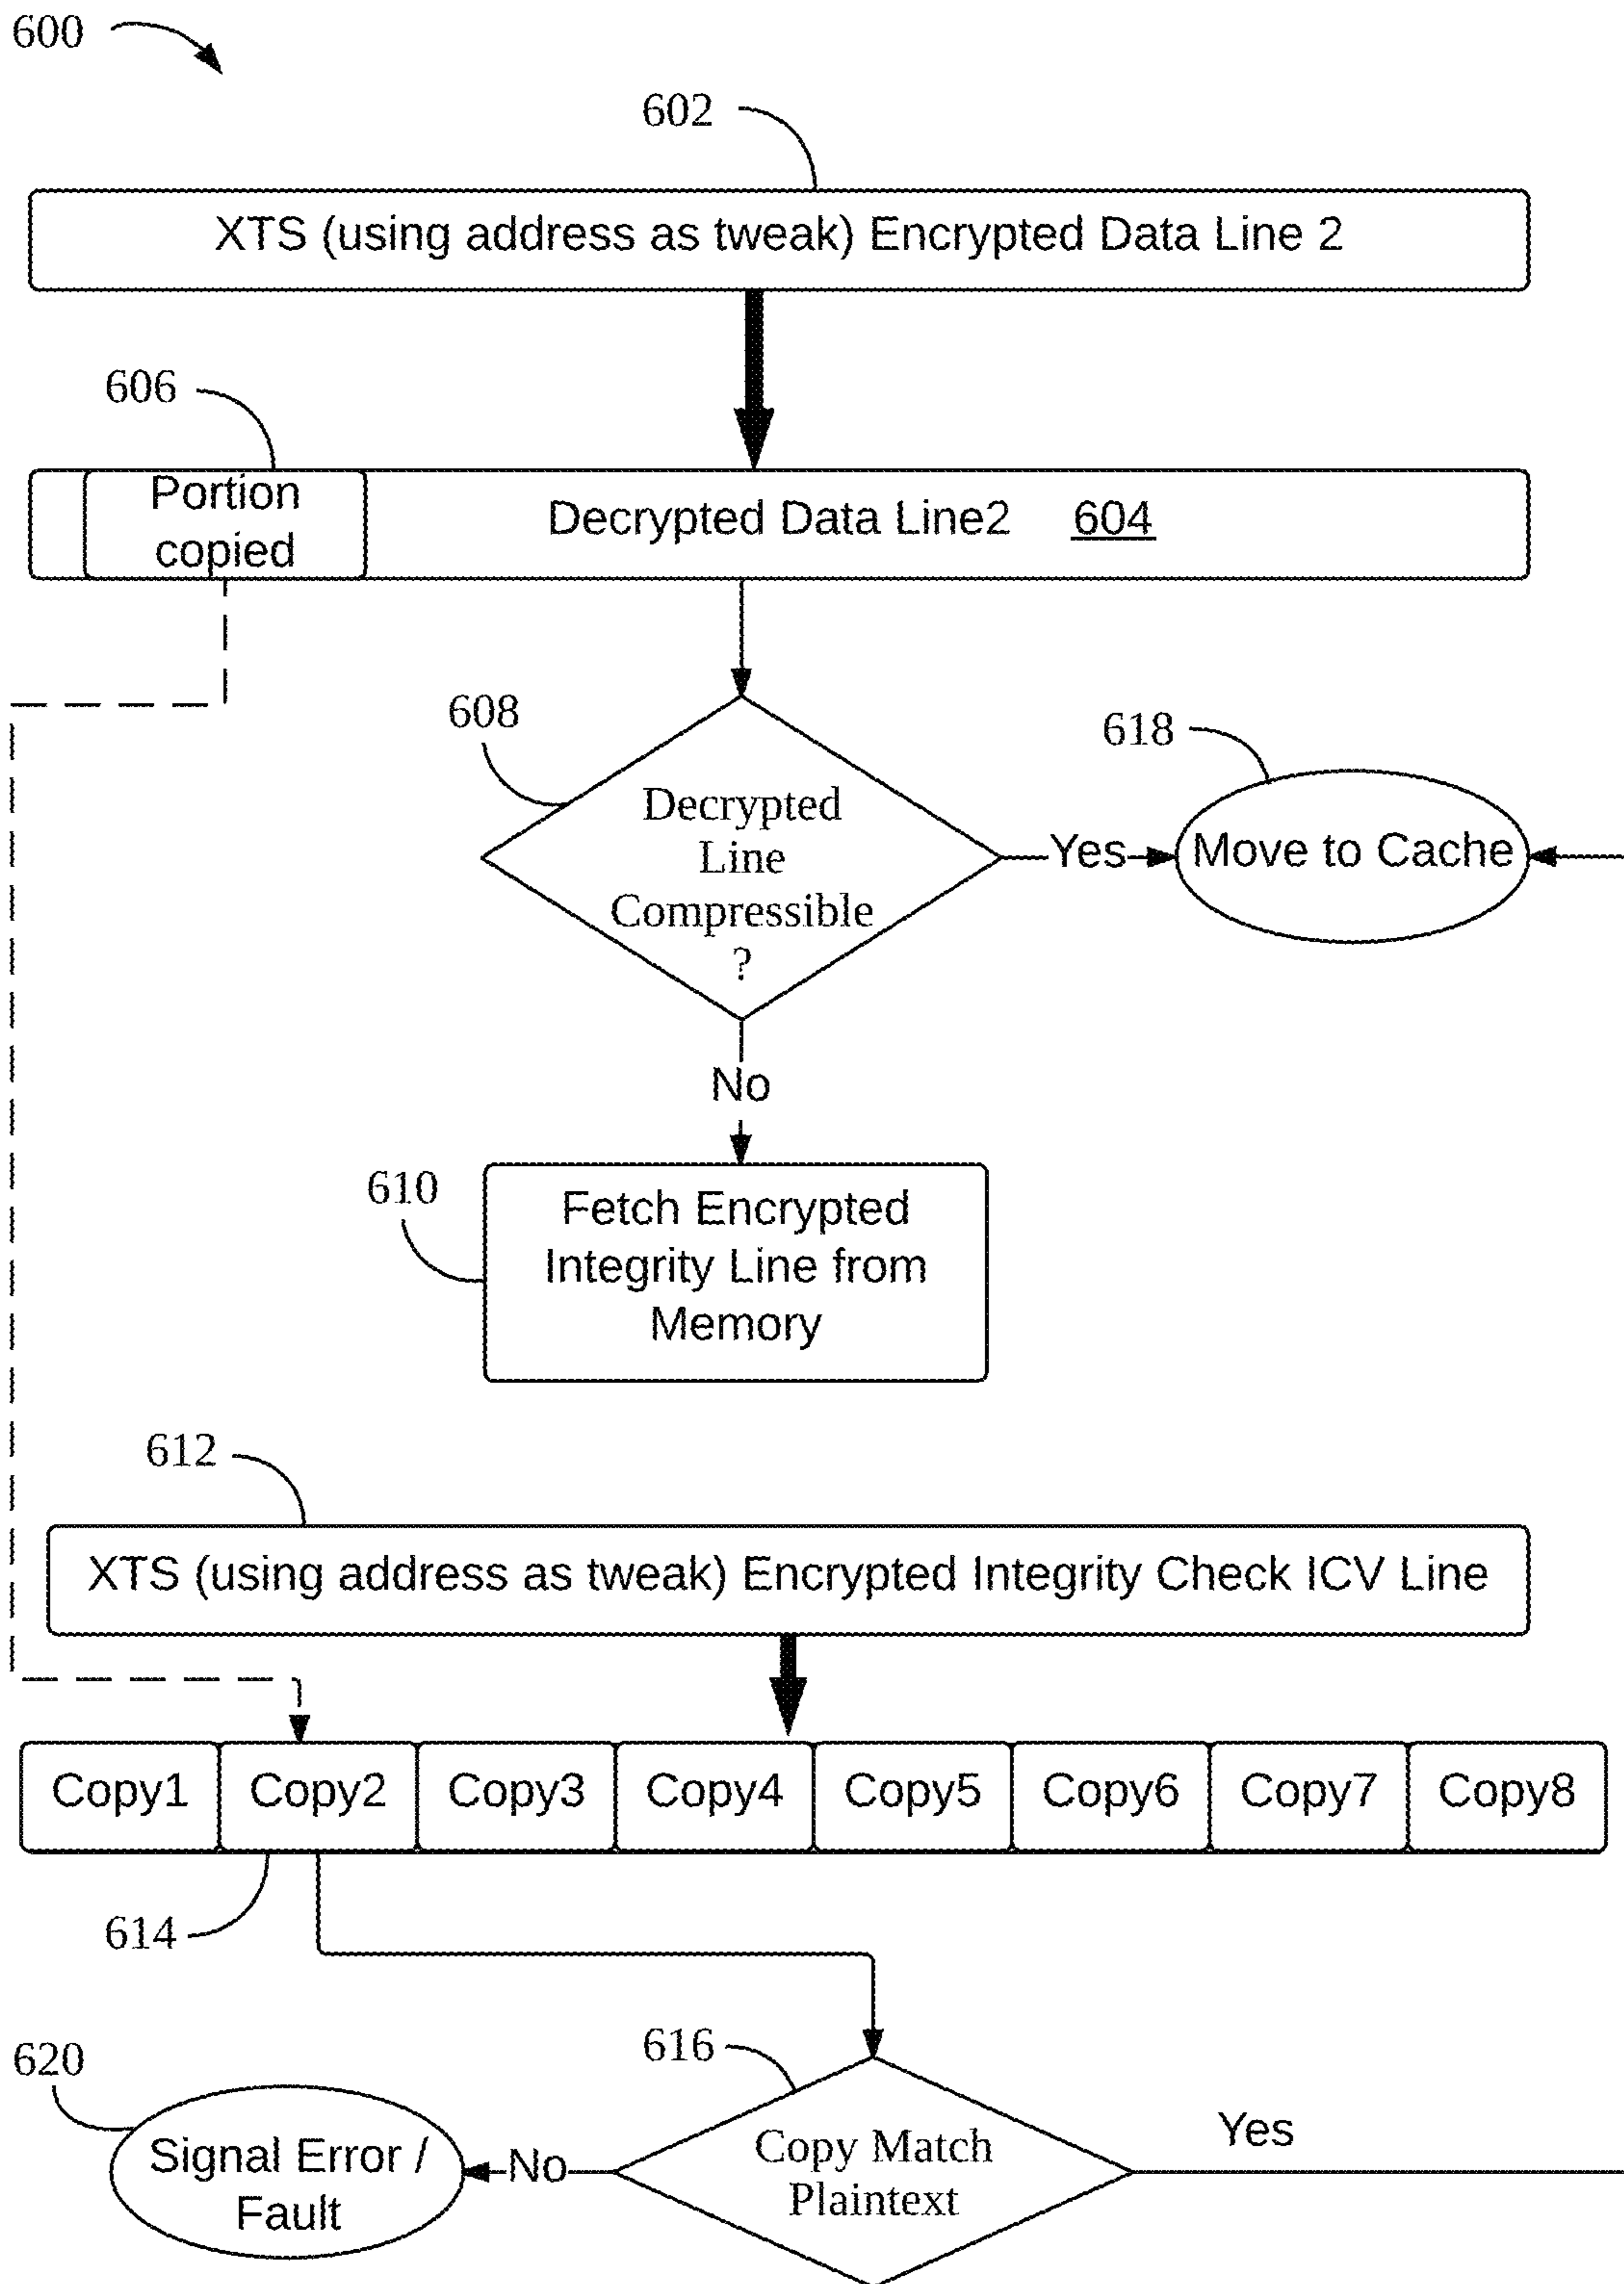 600
602
XTS (using address as tweak) Encrypted Data Line 2
606
Portion
copied
Decrypted Data Line2 604
608
Decrypted
Line
Compressible
?
Yes
618
Move to Cache
No
610
Fetch Encrypted
Integrity Line from
Memory
612
XTS (using address as tweak) Encrypted Integrity Check ICV Line
Copy1 Copy2 Copy3 Copy4 Copy5 Copy6 Copy7 Copy8
614
616
620
Copy Match
Plaintext
Yes
No
Signal Error /
Fault